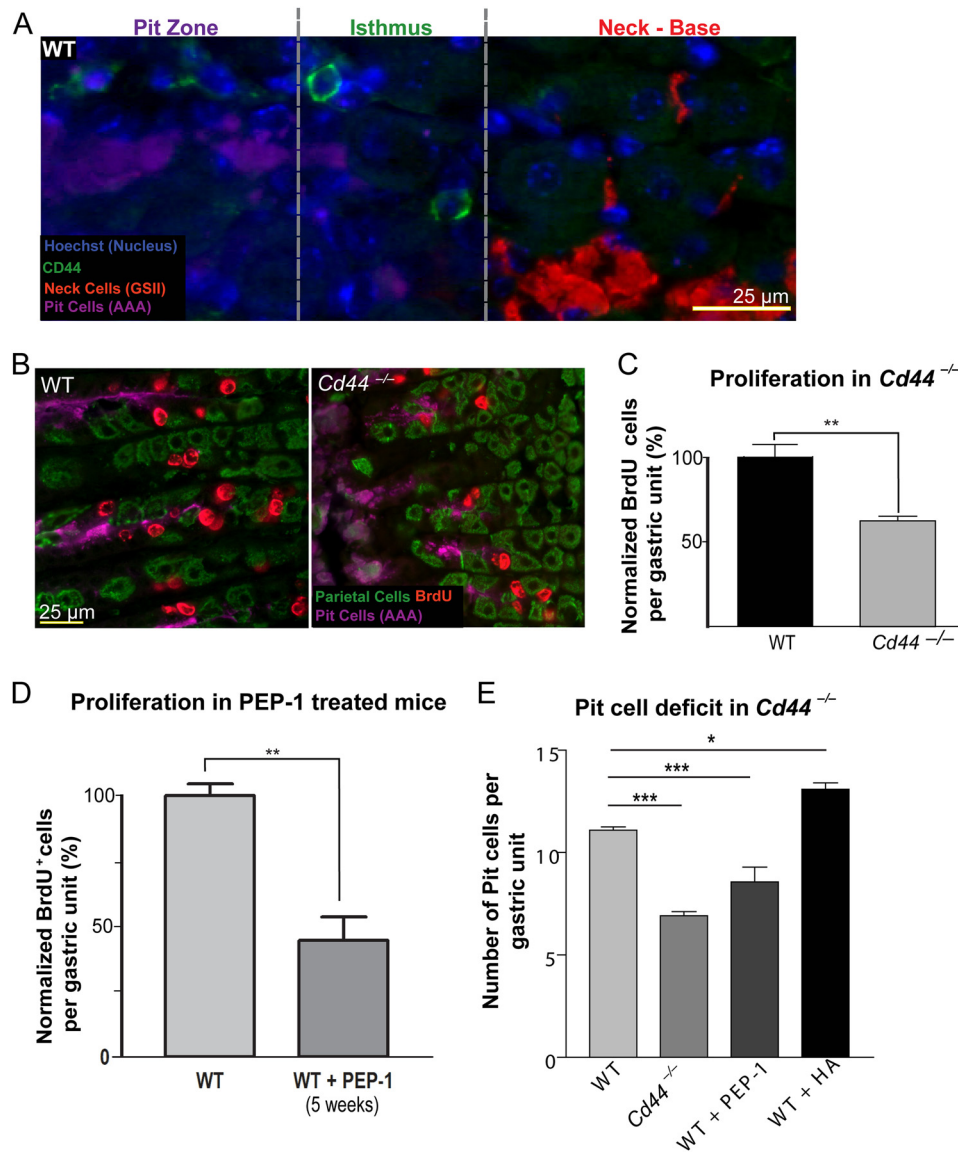 A
Pit Zone Isthmus Neck - Base
WT
Hoechst (Nucleus)
CD44
Neck Cells (GSII)
Pit Cells (AAA)
25 µm
B
WT
Cd44 –/–
25 µm
Parietal Cells BrdU
Pit Cells (AAA)
C
Proliferation in Cd44 –/–
Normalized BrdU cells
per gastric unit (%)
**
100
50
WT
Cd44 –/–
D
Proliferation in PEP-1 treated mice
Normalized BrdU + cells
per gastric unit (%)
**
100
50
0
WT
WT + PEP-1
(5 weeks)
E
Pit cell deficit in Cd44 –/–
Number of Pit cells per
gastric unit
*
***
***
15
10
5
0
WT
Cd44 –/–
WT + PEP-1
WT + HA